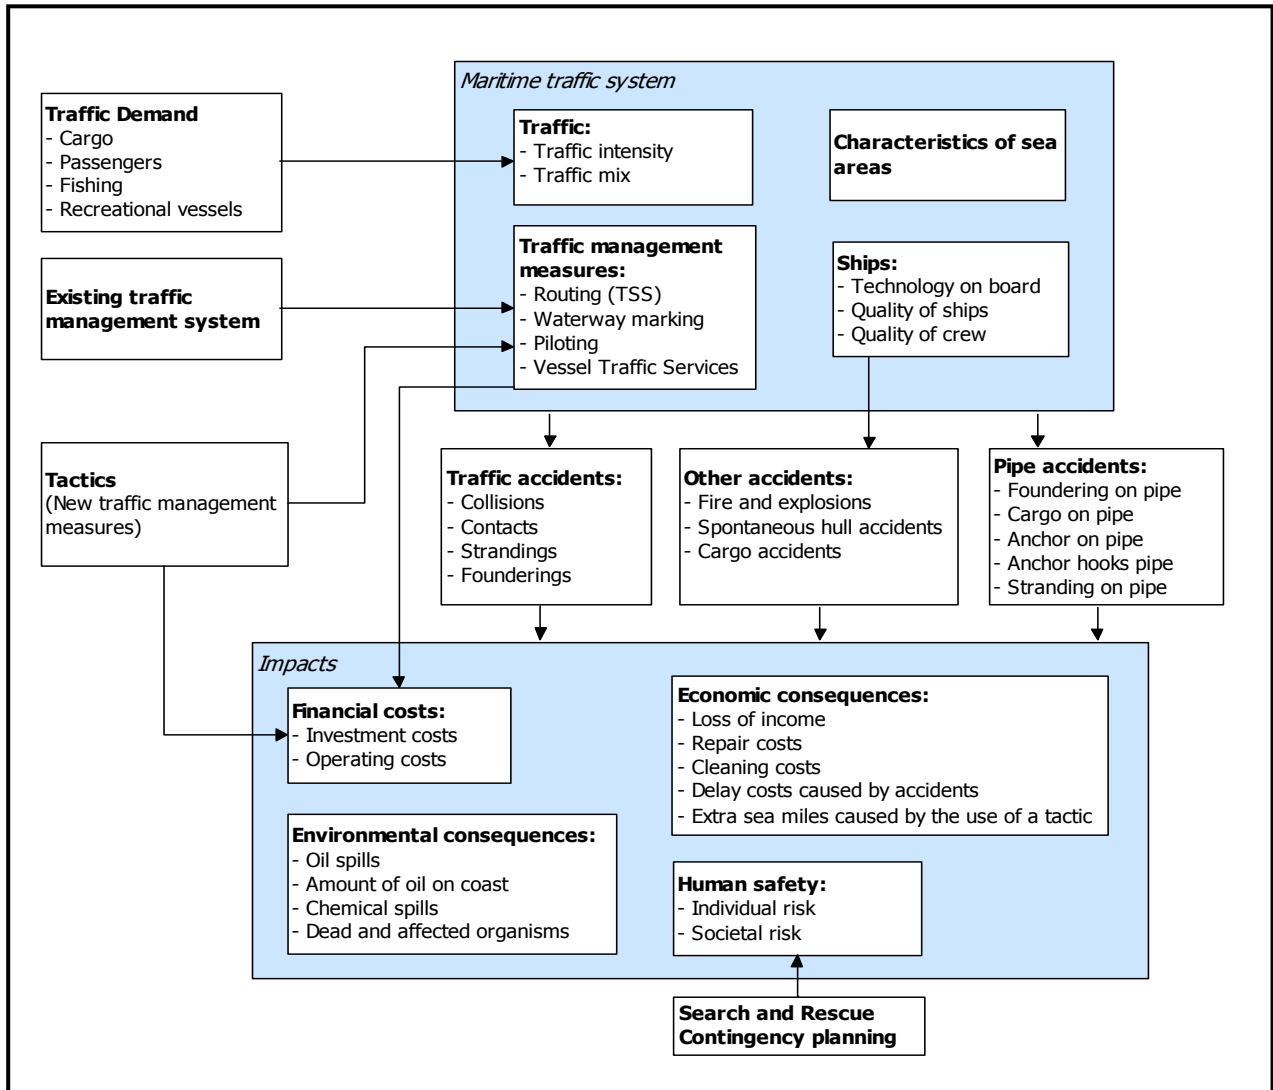 Maritime traffic system
Traffic Demand
- Cargo
- Passengers
- Fishing
- Recreational vessels
Traffic:
- Traffic intensity
- Traffic mix
Characteristics of sea
areas
Existing traffic
management system
Traffic management
measures:
- Routing (TSS)
- Waterway marking
- Piloting
- Vessel Traffic Services
Ships:
- Technology on board
- Quality of ships
- Quality of crew
Tactics
(New traffic management
measures)
Traffic accidents:
- Collisions
- Contacts
- Strandings
- Founderings
Other accidents:
- Fire and explosions
- Spontaneous hull accidents
- Cargo accidents
Pipe accidents:
- Foundering on pipe
- Cargo on pipe
- Anchor on pipe
- Anchor hooks pipe
- Stranding on pipe
Impacts
Financial costs:
- Investment costs
- Operating costs
Economic consequences:
- Loss of income
- Repair costs
- Cleaning costs
- Delay costs caused by accidents
- Extra sea miles caused by the use of a tactic
Environmental consequences:
- Oil spills
- Amount of oil on coast
- Chemical spills
- Dead and affected organisms
Human safety:
- Individual risk
- Societal risk
Search and Rescue
Contingency planning